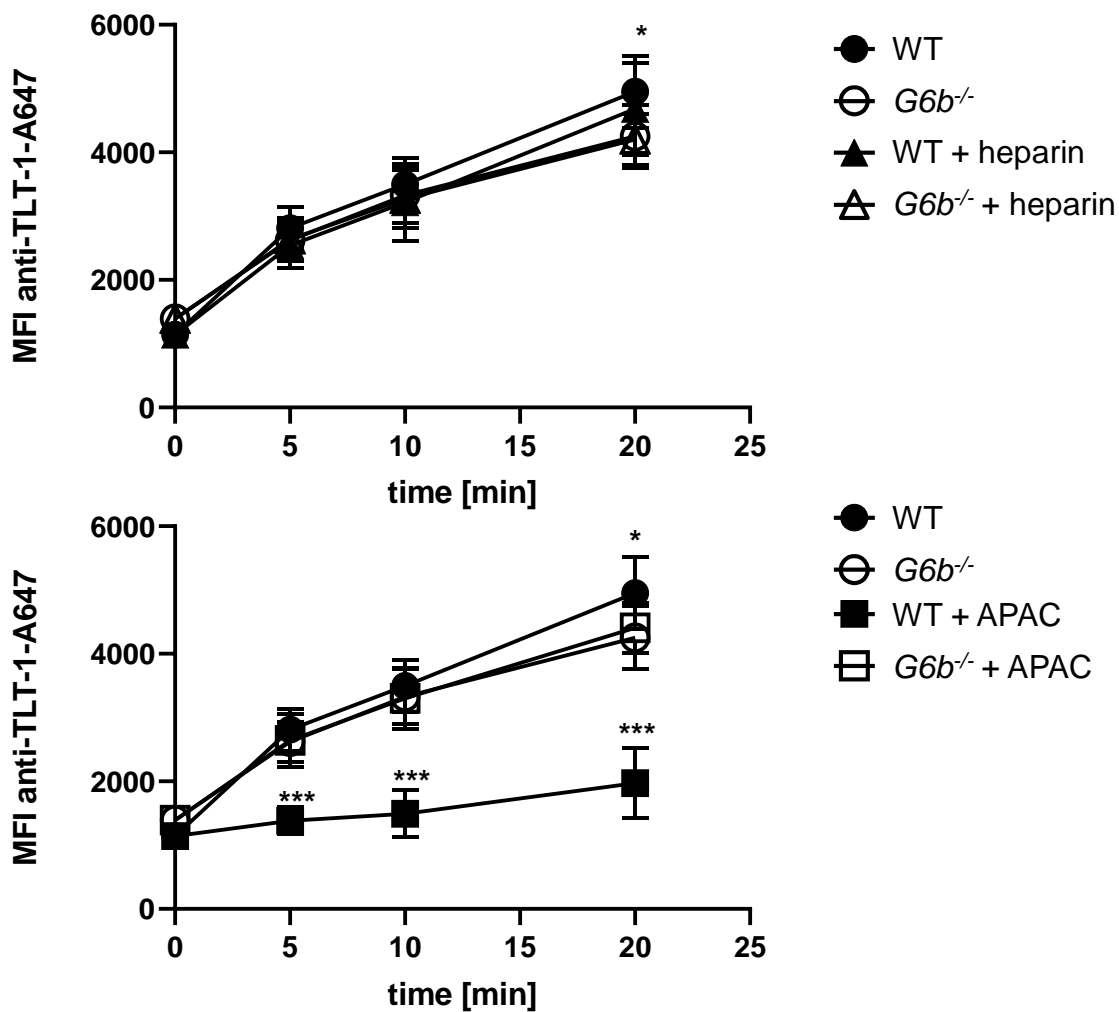 6000
*
WT
G6b-/-
4000
WT + heparin
G6b-/- + heparin
MFI anti-TLT-1-A647
2000
0
0 5 10 15 20 25
time [min]
WT
6000
*
G6b-/-
WT + APAC
4000
G6b-/- + APAC
MFI anti-TLT-1-A647
***
2000
*** ***
0
0 5 10 15 20 25
time [min]